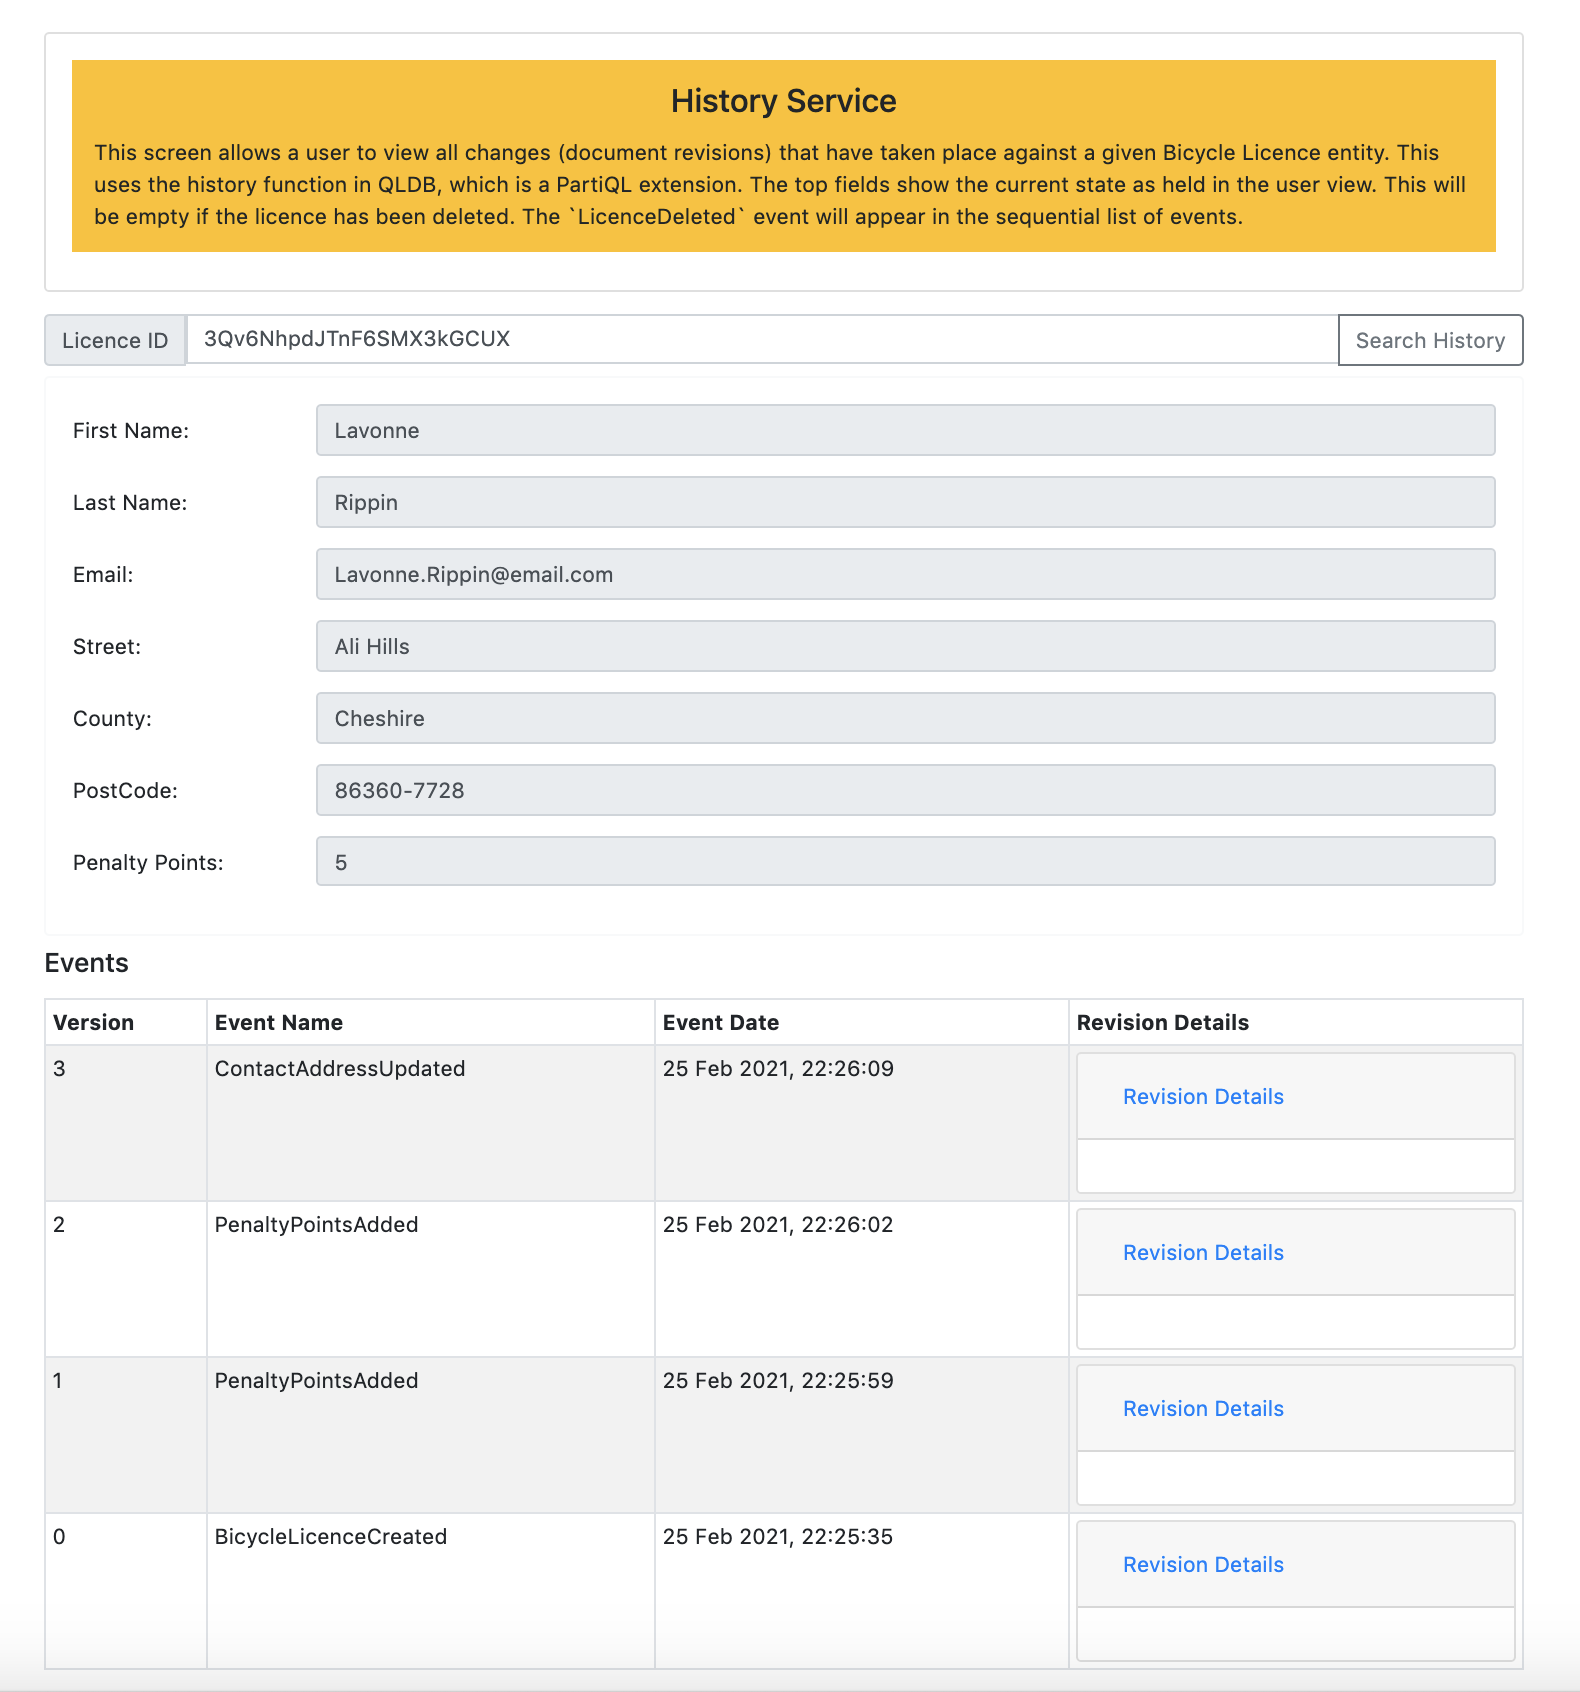 History Service
This screen allows a user to view all changes (document revisions) that have taken place against a given Bicycle Licence entity. This
uses the history function in QLDB, which is a PartiQL extension. The top fields show the current state as held in the user view. This will
be empty if the licence has been deleted. The `LicenceDeleted` event will appear in the sequential list of events.
Licence ID 3Qv6NhpdJTnF6SMX3kGCUX Search History
First Name: Lavonne
Last Name: Rippin
Email: Lavonne.Rippin@email.com
Street: Ali Hills
County: Cheshire
PostCode: 86360-7728
Penalty Points: 5
Events
Version Event Name Event Date Revision Details
3 ContactAddressUpdated 25 Feb 2021, 22:26:09
Revision Details
2 PenaltyPointsAdded 25 Feb 2021, 22:26:02
Revision Details
1 PenaltyPointsAdded 25 Feb 2021, 22:25:59
Revision Details
0 BicycleLicenceCreated 25 Feb 2021, 22:25:35
Revision Details